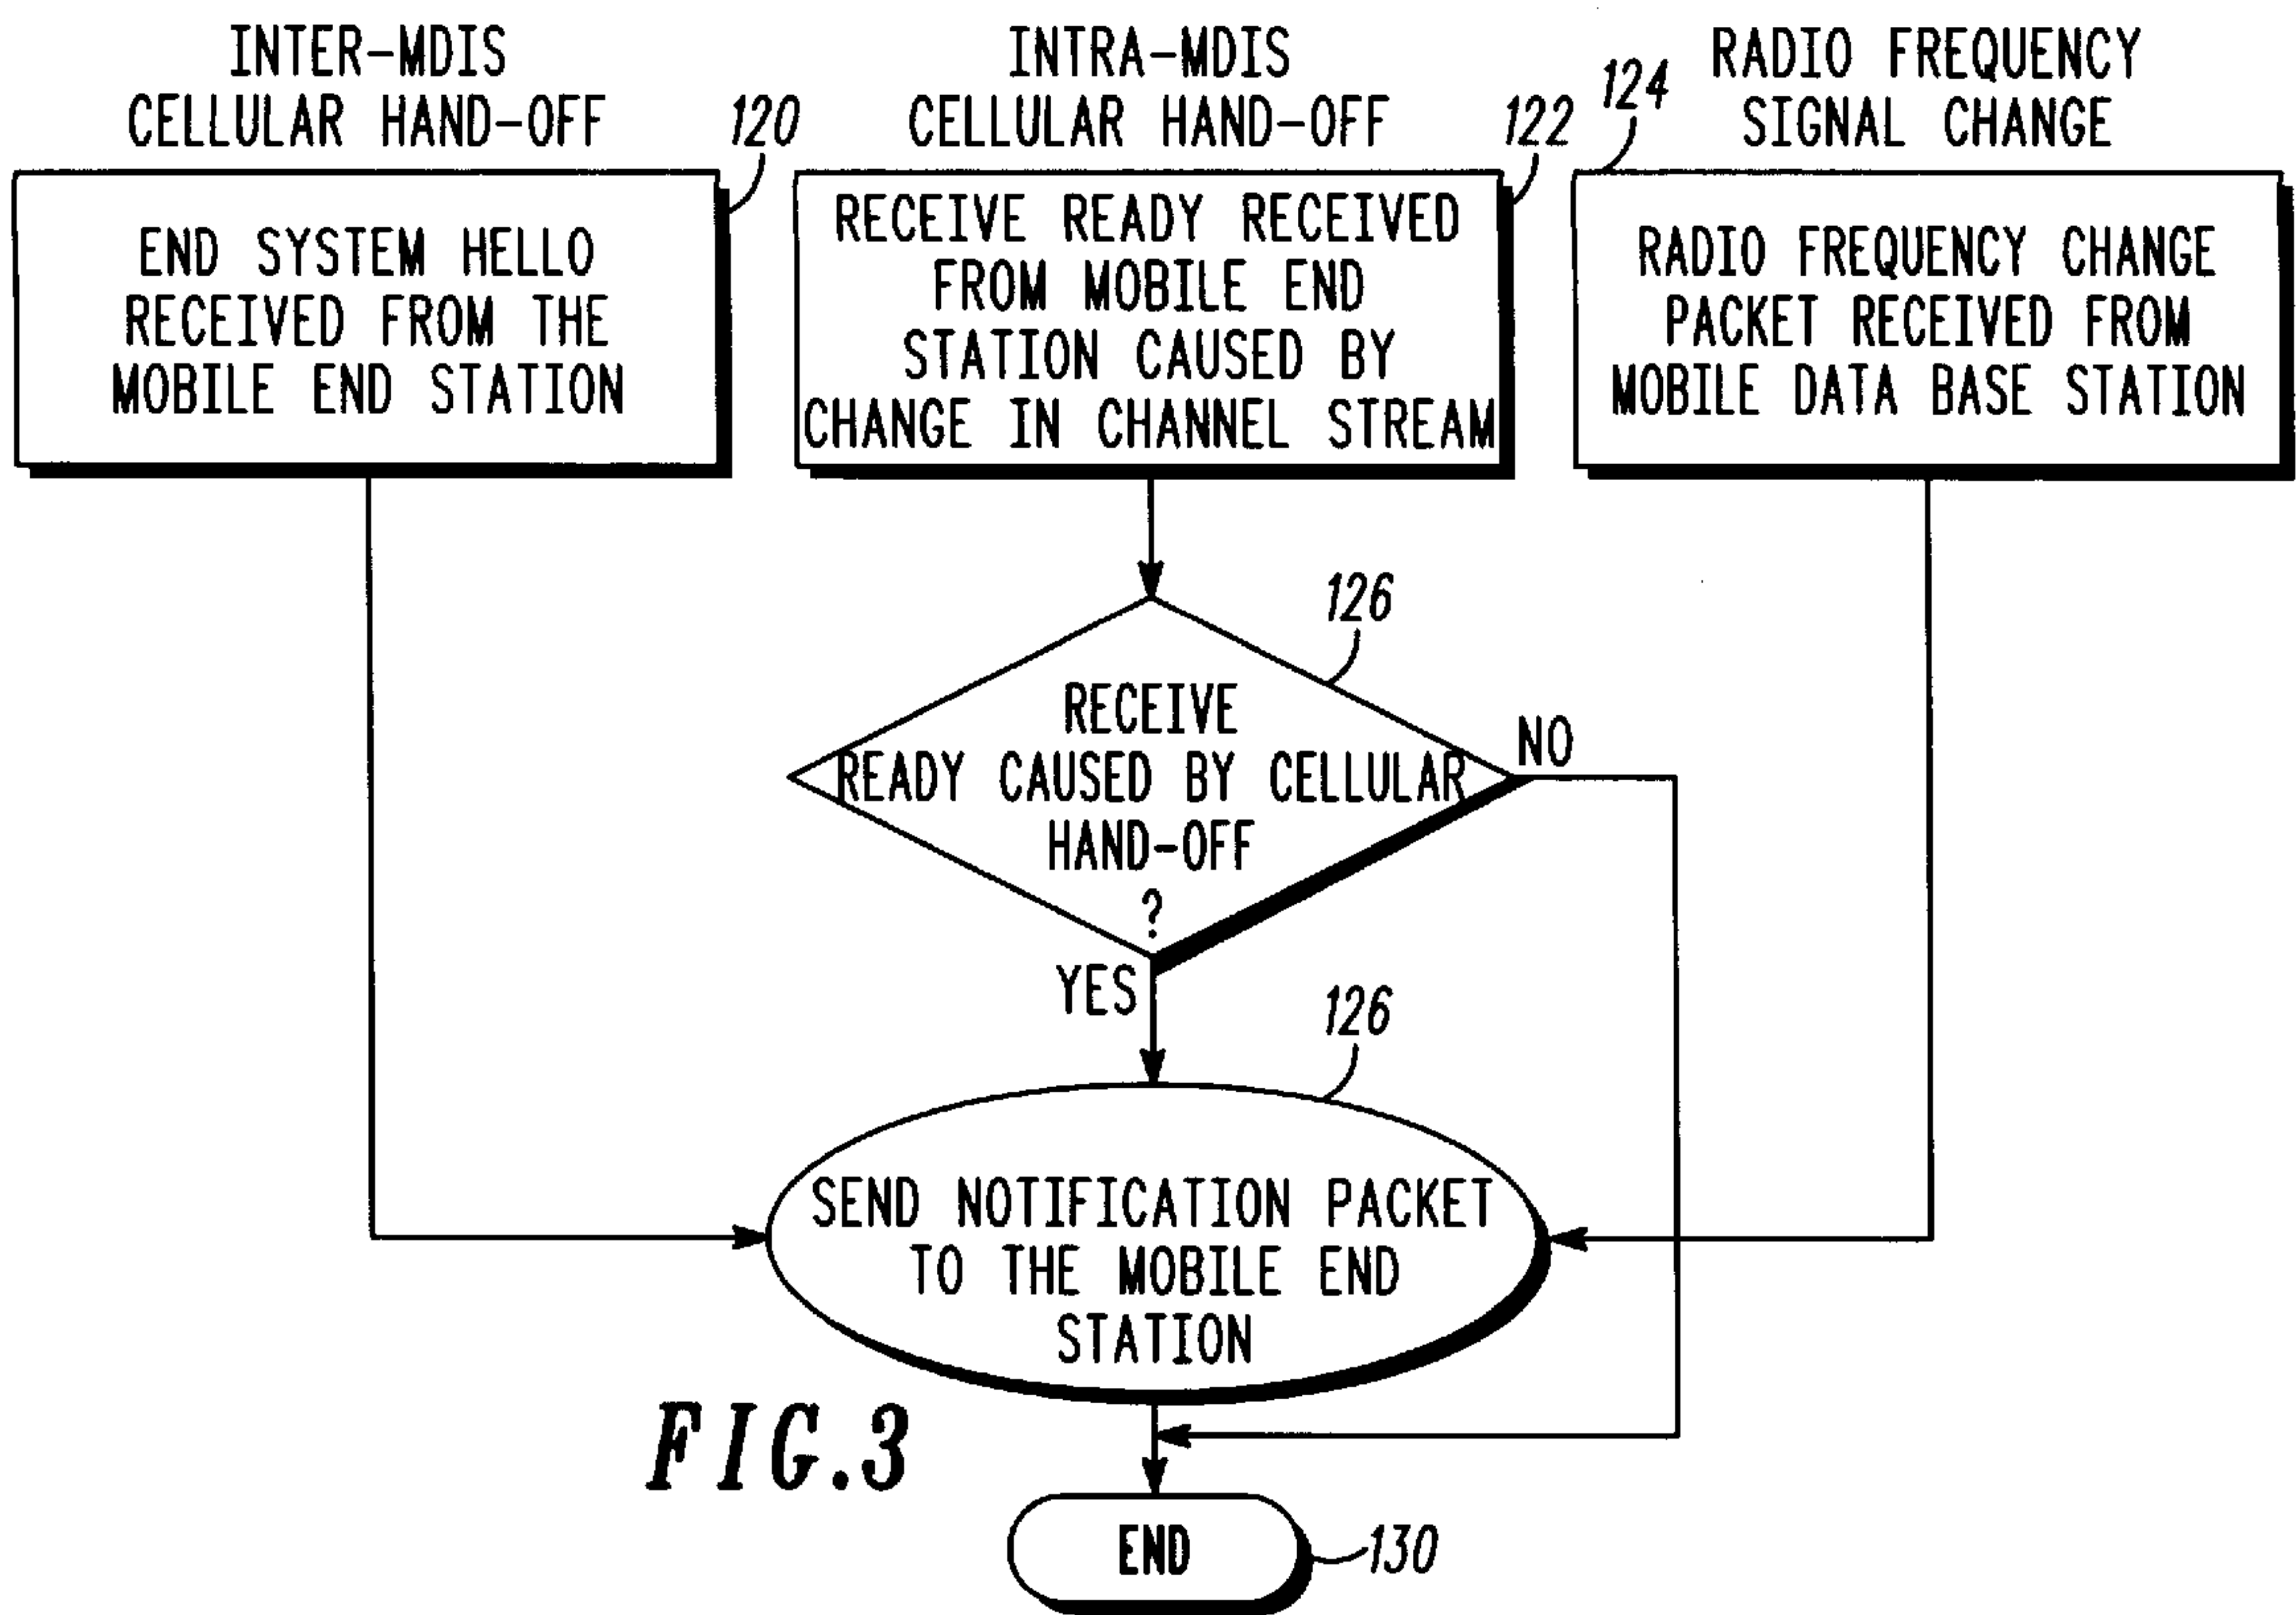 INTER-MDIS
CELLULAR HAND-OFF
120
END SYSTEM HELLO
RECEIVED FROM THE
MOBILE END STATION
INTRA-MDIS
CELLULAR HAND-OFF
122
RECEIVE READY RECEIVED
FROM MOBILE END
STATION CAUSED BY
CHANGE IN CHANNEL STREAM
RADIO FREQUENCY
SIGNAL CHANGE
124
RADIO FREQUENCY CHANGE
PACKET RECEIVED FROM
MOBILE DATA BASE STATION
126
RECEIVE
READY CAUSED BY CELLULAR
HAND-OFF
?
NO
YES
126
SEND NOTIFICATION PACKET
TO THE MOBILE END
STATION
FIG.3
END
130